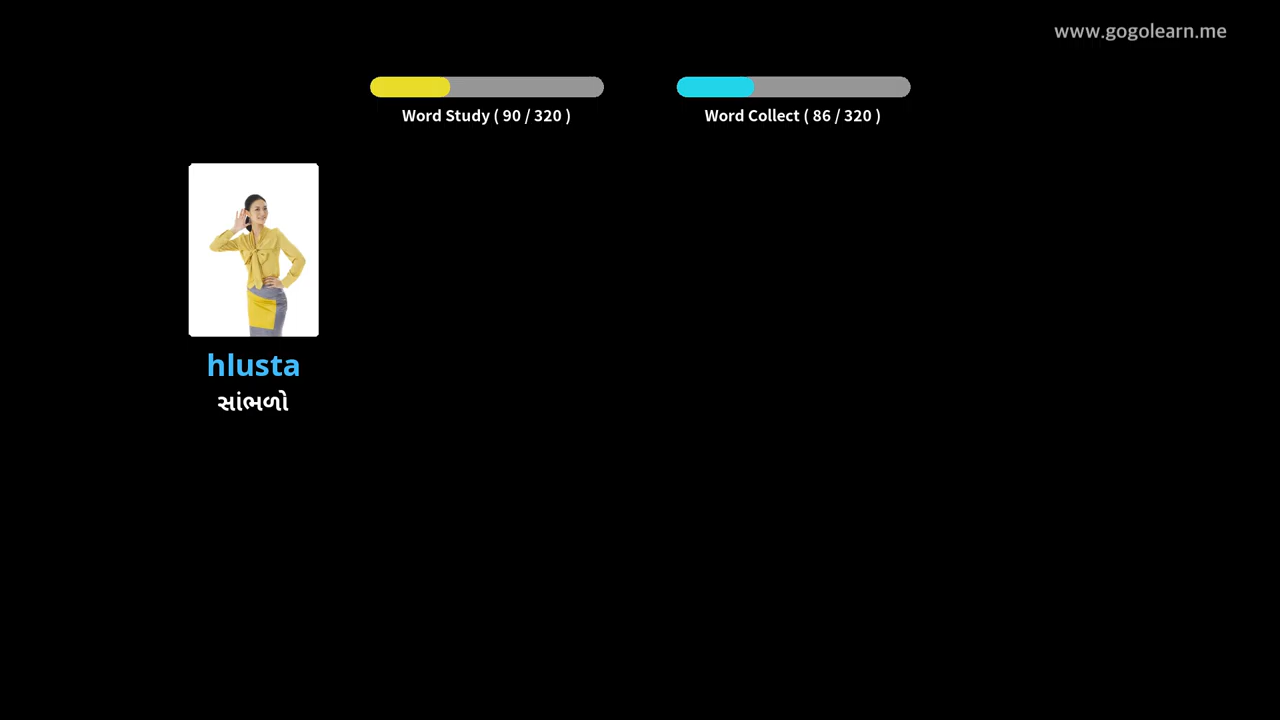 www.gogolearn.me
Word Study ( 90 / 320 )
Word Collect ( 86 / 320 )
hlusta
સાંભળો